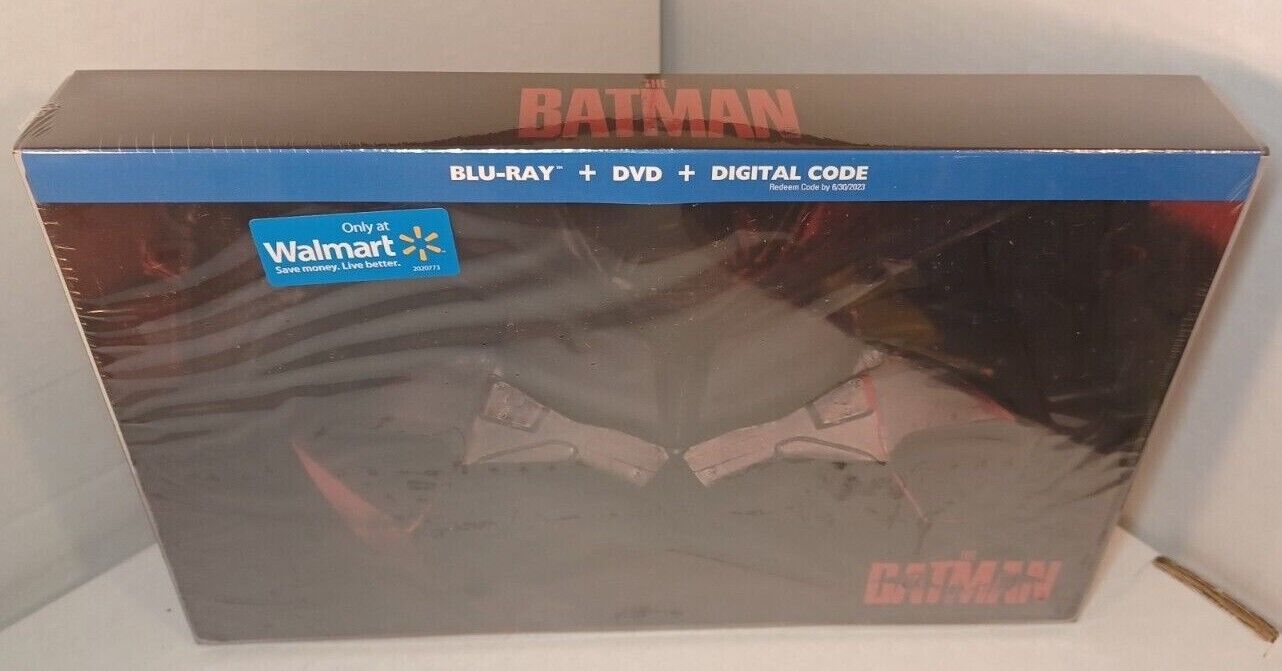 THE
BATMAN
BLU-RAY™ + DVD + DIGITAL CODE
Redeem Code by 6/30/2023
Only at
Walmart
Save money. Live better.
2020773
THE
BATMAN